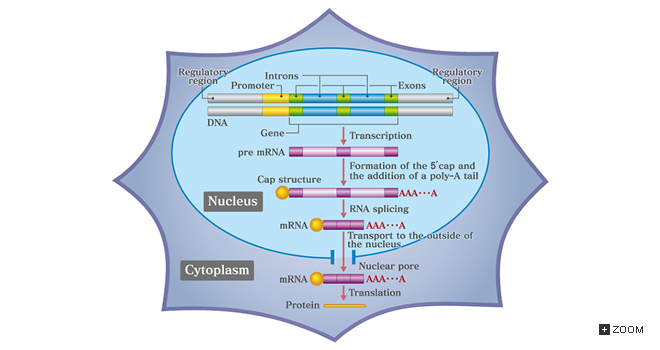 Regulatory
region
Introns
Promoter
Exons
Regulatory
region
DNA
Gene
Transcription
pre mRNA
Formation of the 5´cap and
the addition of a poly-A tail
Cap structure
AAA···A
Nucleus
RNA splicing
mRNA
AAA···A
Transport to the outside of
the nucleus
Cytoplasm
Nuclear pore
mRNA
AAA···A
Translation
Protein
+ ZOOM